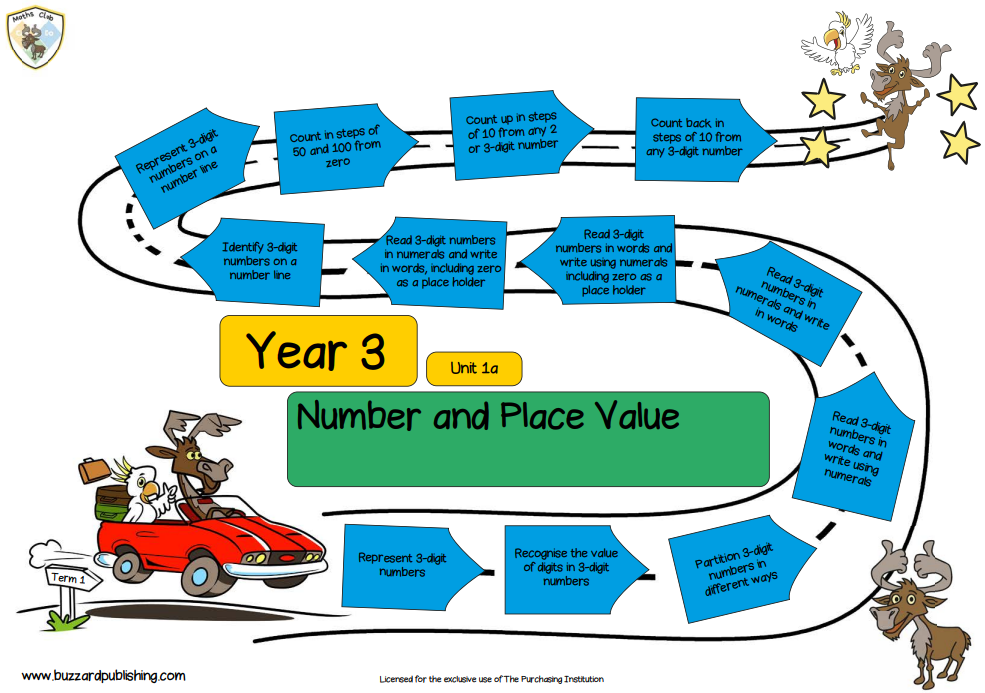 Maths Club
Represent 3-digit
numbers on a
number line
Count in steps of
50 and 100 from
zero
Count up in steps
of 10 from any 2
or 3-digit number
Count back in
steps of 10 from
any 3-digit number
Identify 3-digit
numbers on a
number line
Read 3-digit numbers
in numerals and write
in words, including zero
as a place holder
Read 3-digit
numbers in words and
write using numerals
including zero as a
place holder
Read 3-digit
numbers in
numerals and write
in words
Year 3
Unit 1a
Number and Place Value
Read 3-digit
numbers in
words and
write using
numerals
Represent 3-digit
numbers
Recognise the value
of digits in 3-digit
numbers
Partition 3-digit
numbers in
different ways
Term 1
www.buzzardpublishing.com
Licensed for the exclusive use of The Purchasing Institution